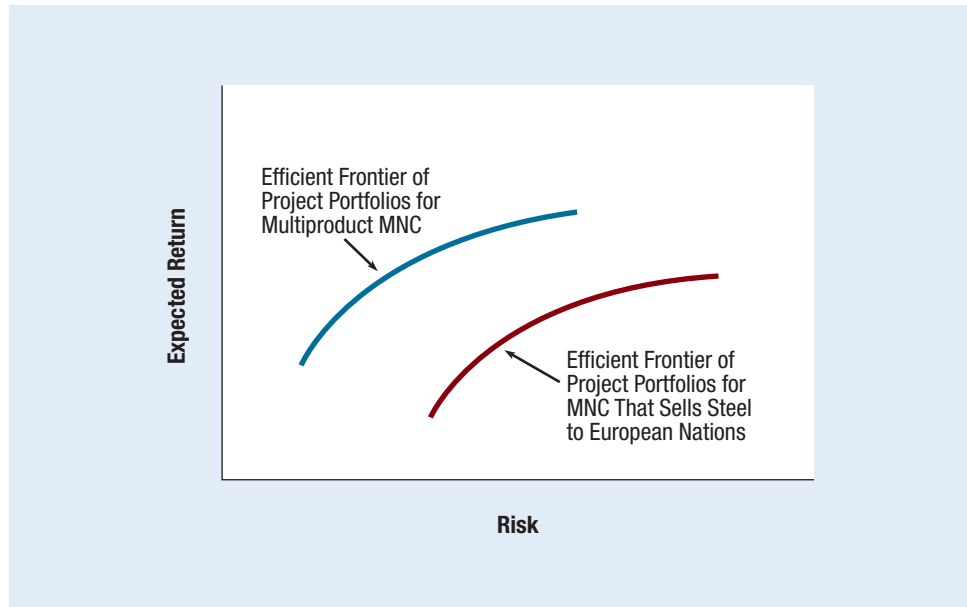 Efficient Frontier of
Project Portfolios for
Multiproduct MNC
Expected Return
Efficient Frontier of
Project Portfolios for
MNC That Sells Steel
to European Nations
Risk